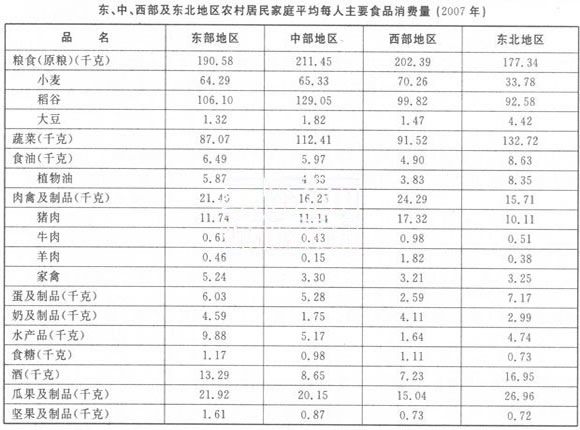 东、中、西部及东北地区农村居民家庭平均每人主要食品消费量 (2007 年)
品 名 东部地区 中部地区 西部地区 东北地区
粮食(原粮)(千克) 190.58 211.45 202.39 177.34
小麦 64.29 65.33 70.26 33.78
稻谷 106.10 129.05 99.82 92.58
大豆 1.32 1.82 1.47 4.42
蔬菜(千克) 87.07 112.41 91.52 132.72
食油(千克) 6.49 5.97 4.90 8.63
植物油 5.87 3.83 8.35
肉禽及制品(千克) 24.29 15.71
猪肉 11.74 11.14 17.32 10.11
牛肉 0.61 0.43 0.98 0.51
羊肉 0.46 0.15 1.82 0.38
家禽 5.24 3.30 3.21 3.25
蛋及制品(千克) 6.03 5.28 2.59 7.17
奶及制品(千克) 4.59 1.75 4.11 2.99
水产品(千克) 9.88 5.17 1.64 4.74
食糖(千克) 1.17 0.98 1.11 0.73
酒(千克) 13.29 8.65 7.23 16.95
瓜果及制品(千克) 21.92 20.15 15.04 26.96
坚果及制品(千克) 1.61 0.87 0.73 0.72